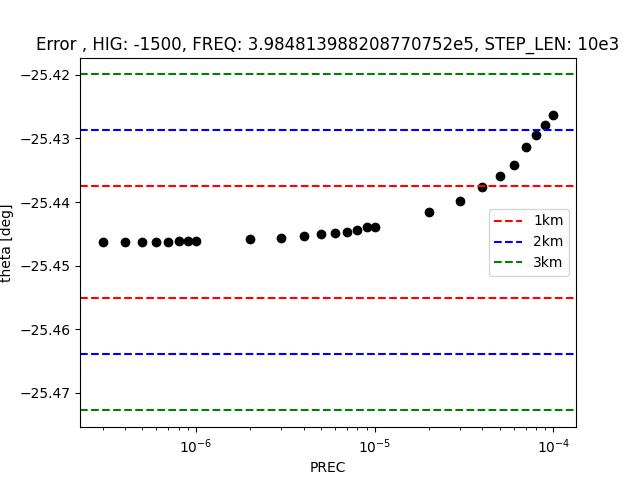 Error , HIG: -1500, FREQ: 3.984813988208770752e5, STEP_LEN: 10e3
−25.42
−25.43
−25.44
−25.45
−25.46
−25.47
theta [deg]
1km
2km
3km
10⁻⁶
10⁻⁵
10⁻⁴
PREC